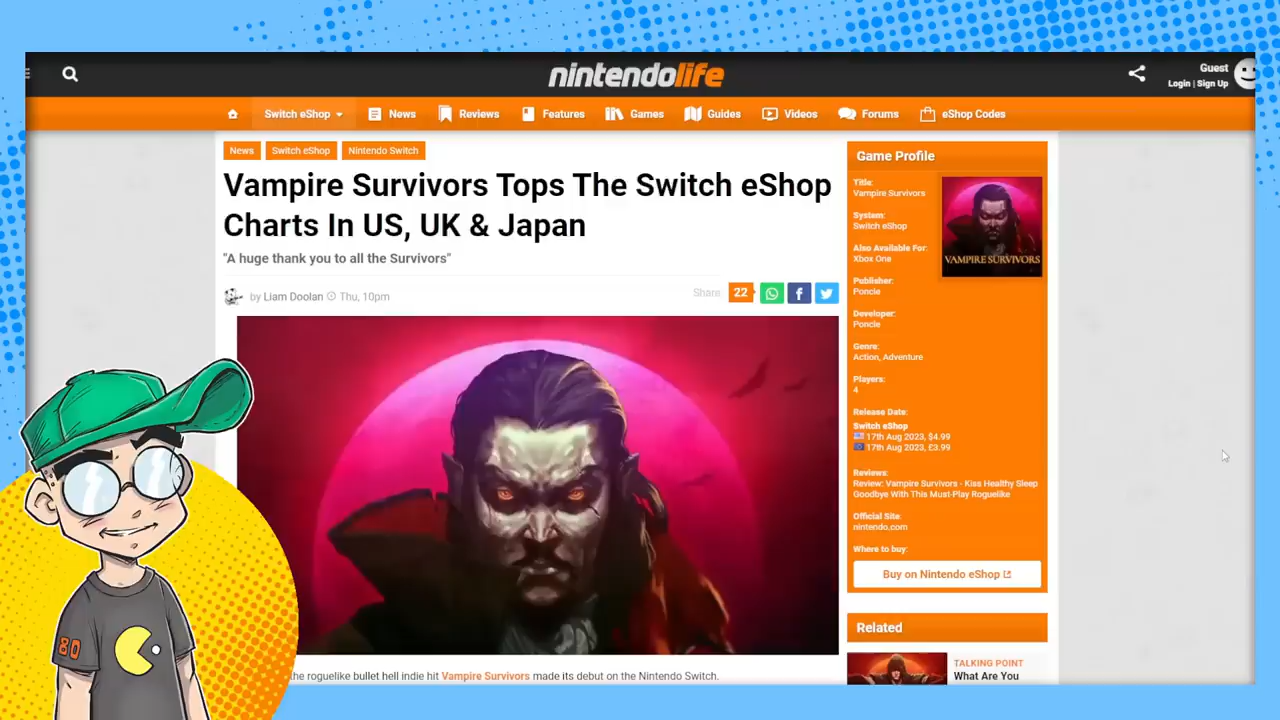 nintendolife
Guest
Login | Sign Up
Switch eShop
News
Reviews
Features
Games
Guides
Videos
Forums
eShop Codes
News
Switch eShop
Nintendo Switch
Vampire Survivors Tops The Switch eShop
Charts In US, UK & Japan
"A huge thank you to all the Survivors"
by Liam Doolan Thu, 10pm
Share:
22
the roguelike bullet hell indie hit Vampire Survivors made its debut on the Nintendo Switch.
Game Profile
Title:
Vampire Survivors
System:
Switch eShop
Also Available For:
Xbox One
Publisher:
Poncle
Developer:
Poncle
Genre:
Action, Adventure
Players:
4
Release Date:
Switch eShop
17th Aug 2023, $4.99
17th Aug 2023, £3.99
Reviews:
Review: Vampire Survivors - Kiss Healthy Sleep
Goodbye With This Must-Play Roguelike
Official Site:
nintendo.com
Where to buy:
Buy on Nintendo eShop
VAMPIRE SURVIVORS
Related
TALKING POINT
What Are You
80